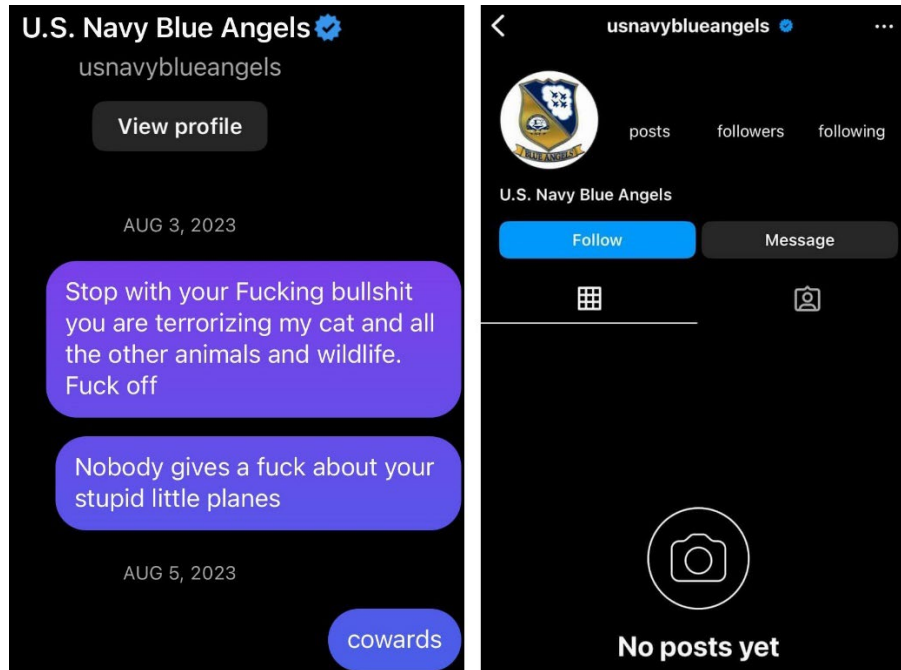 U.S. Navy Blue Angels
usnavyblueangels
View profile
AUG 3, 2023
Stop with your Fucking bullshit
you are terrorizing my cat and all
the other animals and wildlife.
Fuck off
Nobody gives a fuck about your
stupid little planes
AUG 5, 2023
cowards
usnavyblueangels
BLUE ANGELS
posts
followers
following
U.S. Navy Blue Angels
Follow
Message
No posts yet